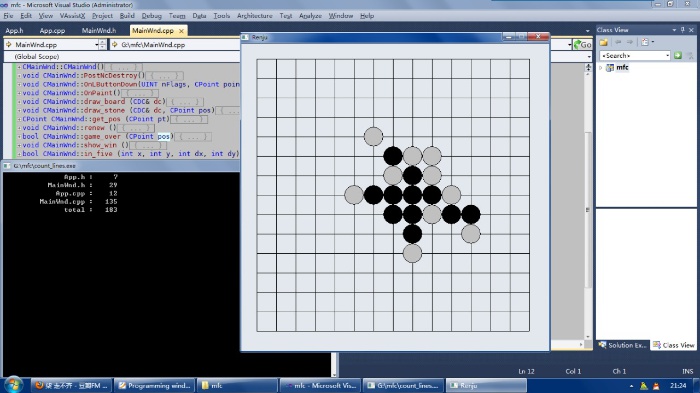 mfc - Microsoft Visual Studio (Administrator)
File Edit View VAssistX Project Build Debug Team Data Tools Architecture Test Analyze Window Help
App.h App.cpp MainWnd.h MainWnd.cpp
MainWnd.cpp G:\mfc\MainWnd.cpp Go
(Global Scope)
CMainWnd::CMainWnd() { ... }
void CMainWnd::PostNcDestroy() { ... }
void CMainWnd::OnLButtonDown(UINT nFlags, CPoint poin
void CMainWnd::OnPaint() { ... }
void CMainWnd::draw_board (CDC& dc) { ... }
void CMainWnd::draw_stone (CDC& dc, CPoint pos) { ...
CPoint CMainWnd::get_pos (CPoint pt) { ... }
void CMainWnd::renew () { ... }
bool CMainWnd::game_over (CPoint pos) { ... }
void CMainWnd::show_win () { ... }
bool CMainWnd::in_five (int x, int y, int dx, int dy)
G:\mfc\count_lines.exe
App.h : 7
MainWnd.h : 29
App.cpp : 12
MainWnd.cpp : 135
total : 183
Renju
Class View
<Search>
mfc
Solution Ex... Class View
Ln 12 Col 1 Ch 1 INS
Programming wind... mfc mfc - Microsoft Vis... G:\mfc\count_lines.... Renju 21:24